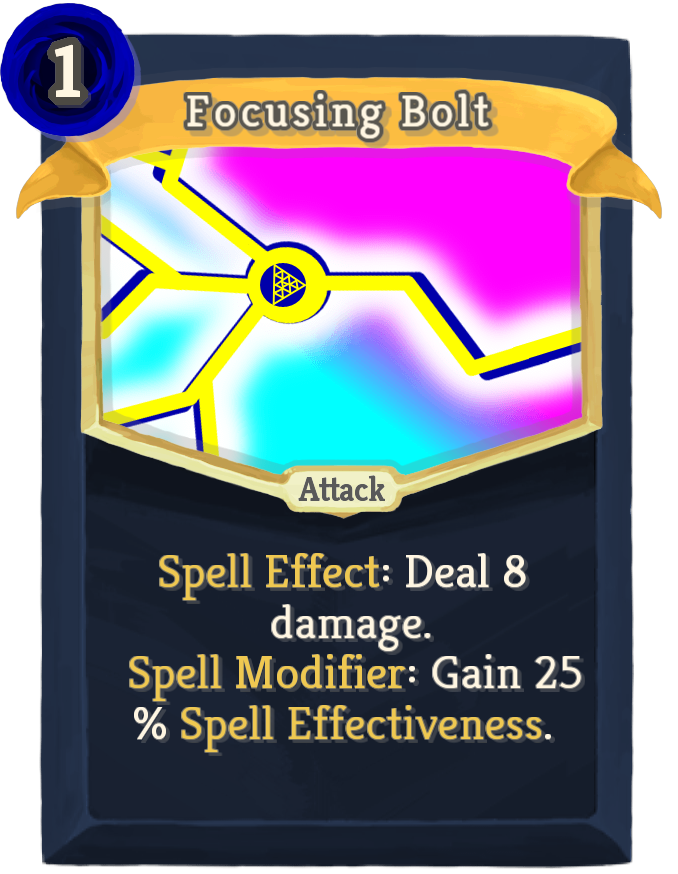 1
Focusing Bolt
Attack
Spell Effect: Deal 8
damage.
Spell Modifier: Gain 25
% Spell Effectiveness.